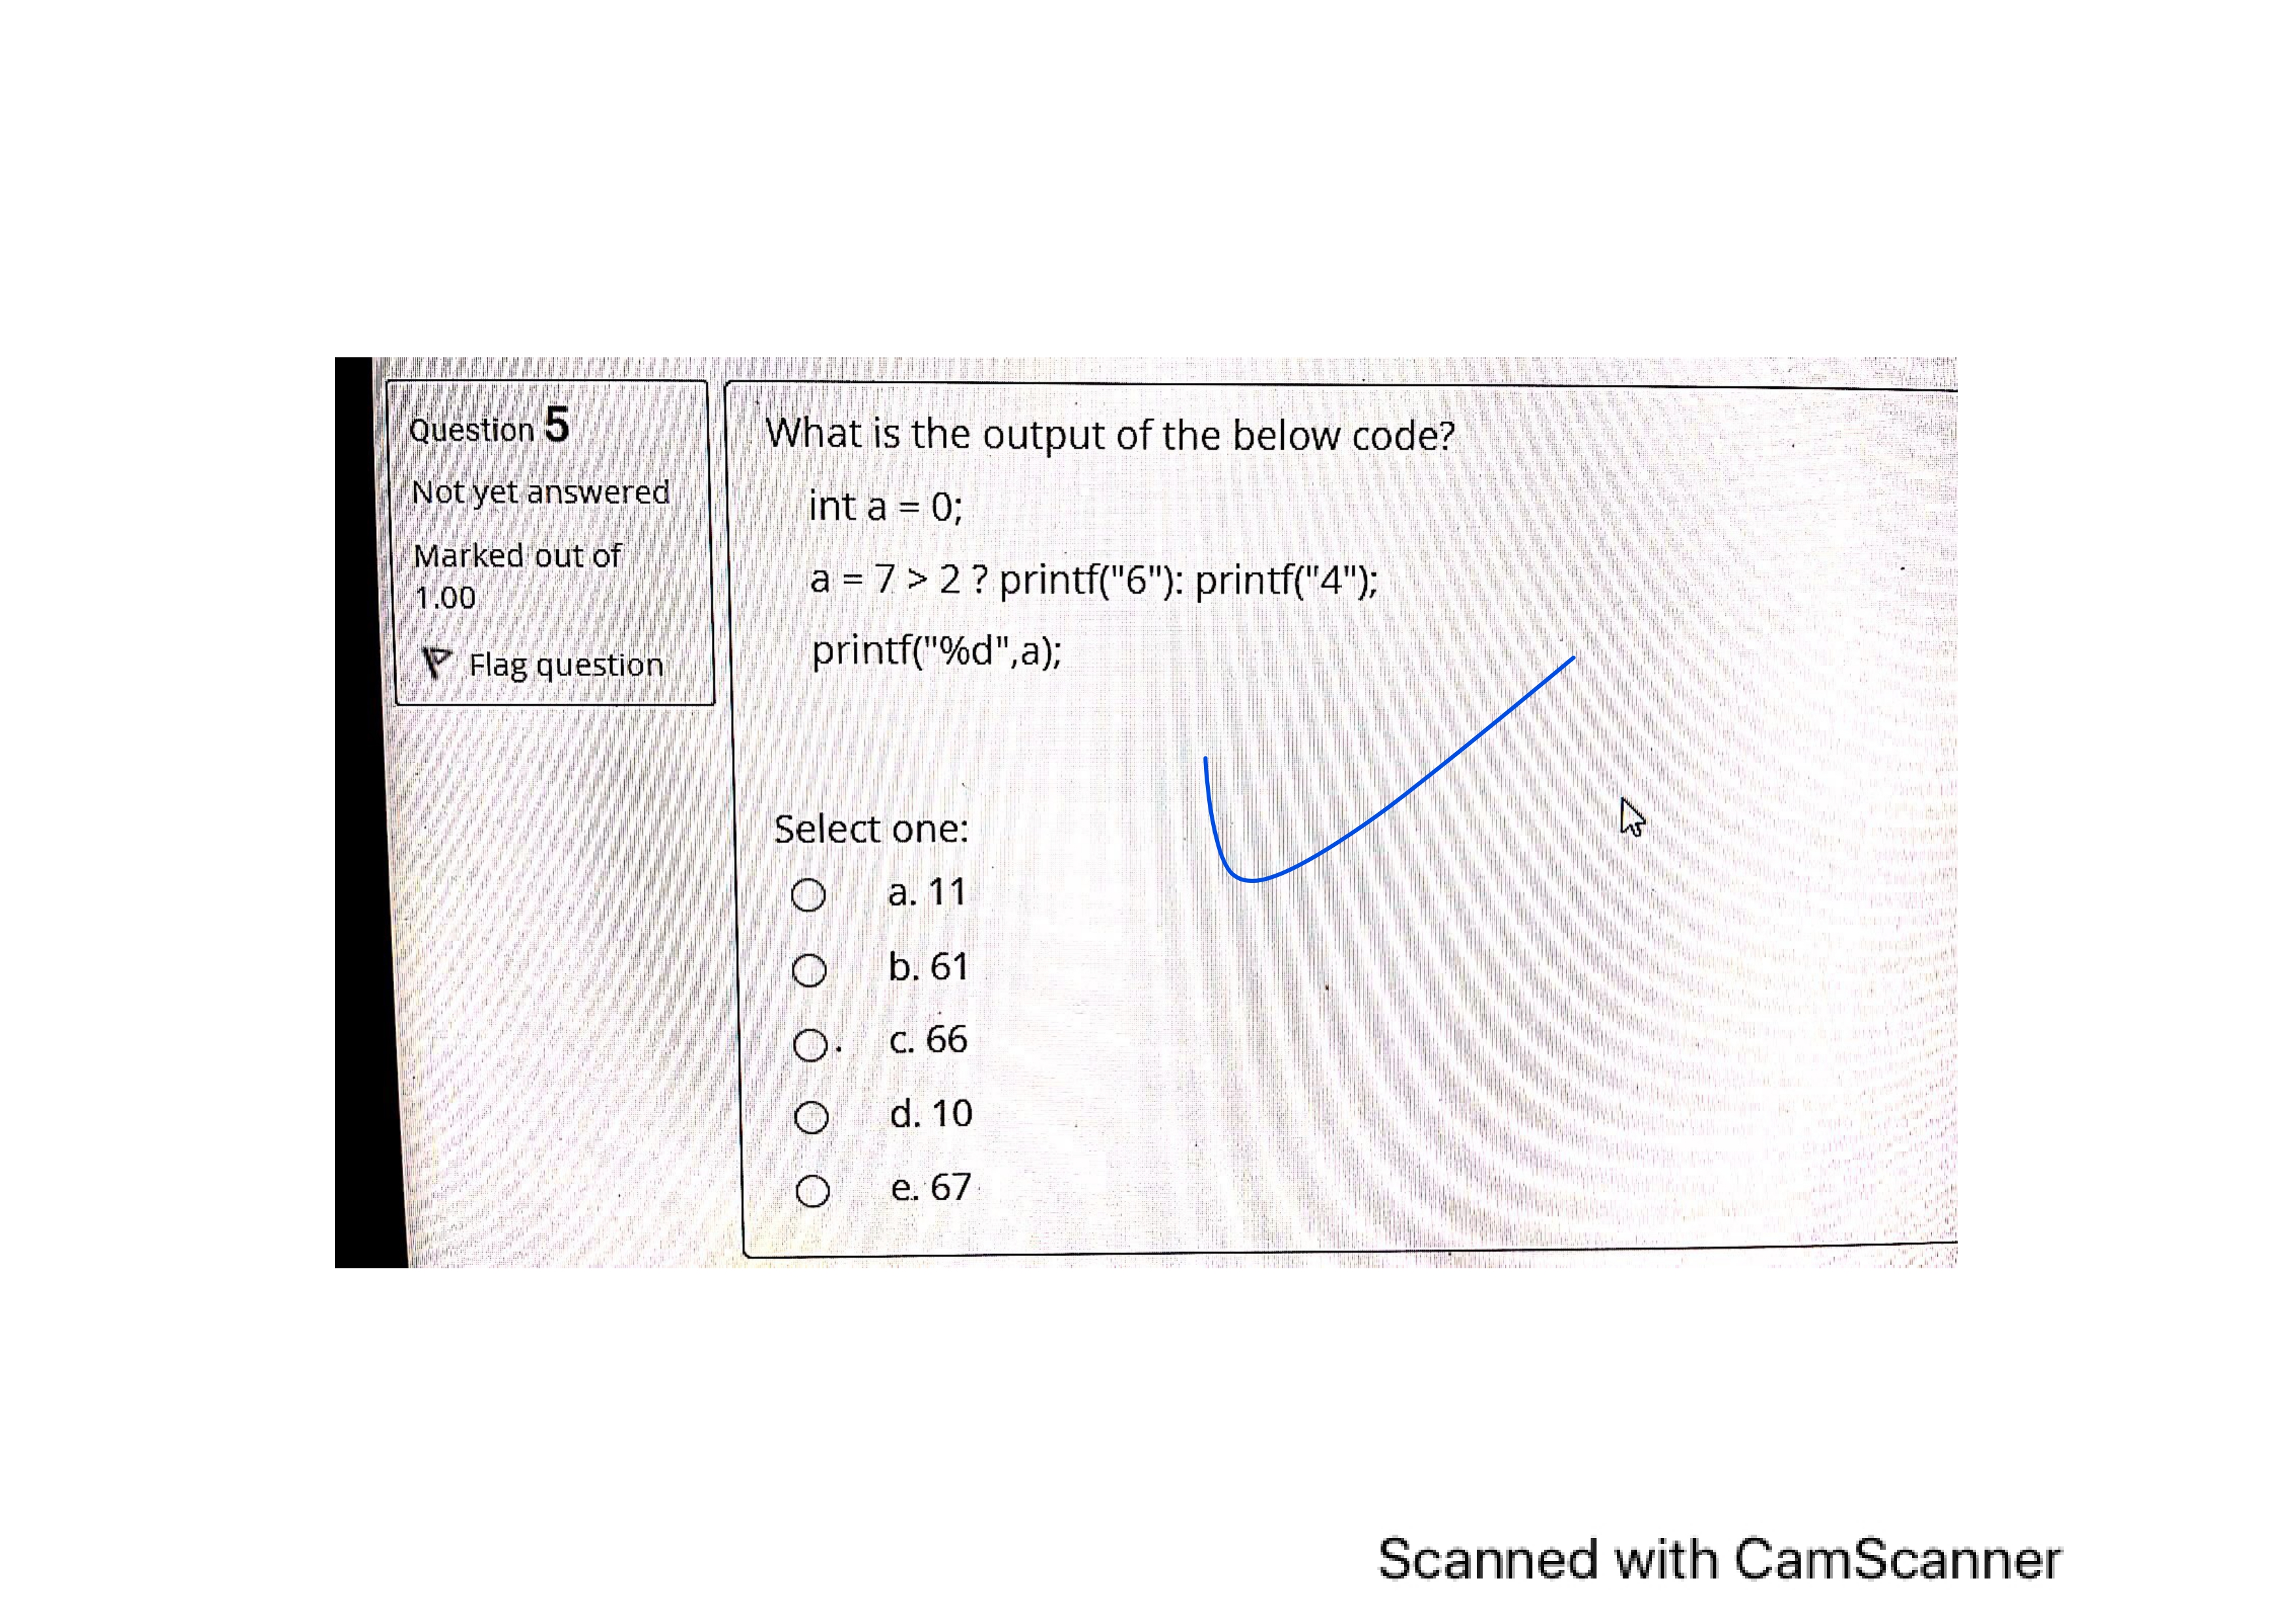 Question 5
Not yet answered
Marked out of
1.00
Flag question
What is the output of the below code?
int a = 0;
a = 7 > 2 ? printf("6"): printf("4");
printf("%d",a);
Select one:
a. 11
b. 61
c. 66
d. 10
e. 67
Scanned with CamScanner